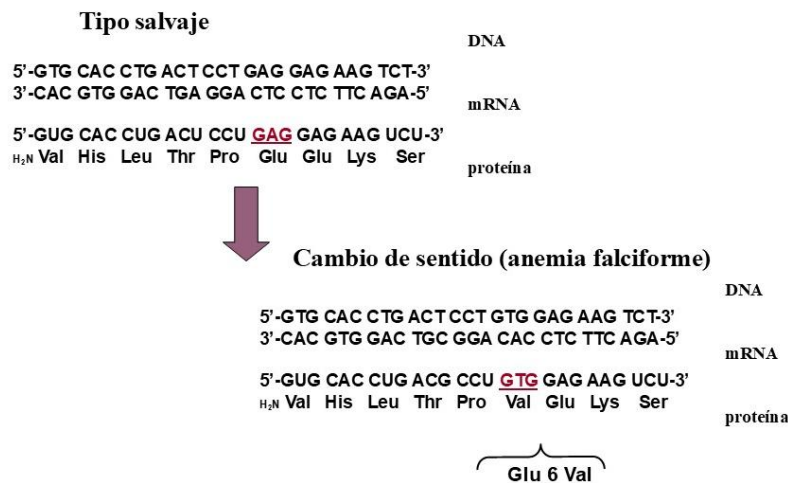 Tipo salvaje
DNA
5’-GTG CAC CTG ACT CCT GAG GAG AAG TCT-3’
3’-CAC GTG GAC TGA GGA CTC CTC TTC AGA-5’
mRNA
5’-GUG CAC CUG ACU CCU GAG GAG AAG UCU-3’
H₂N Val His Leu Thr Pro Glu Glu Lys Ser
proteína
Cambio de sentido (anemia falciforme)
DNA
5’-GTG CAC CTG ACT CCT GTG GAG AAG TCT-3’
3’-CAC GTG GAC TGC GGA CAC CTC TTC AGA-5’
mRNA
5’-GUG CAC CUG ACG CCU GTG GAG AAG UCU-3’
H₂N Val His Leu Thr Pro Val Glu Lys Ser
proteína
Glu 6 Val